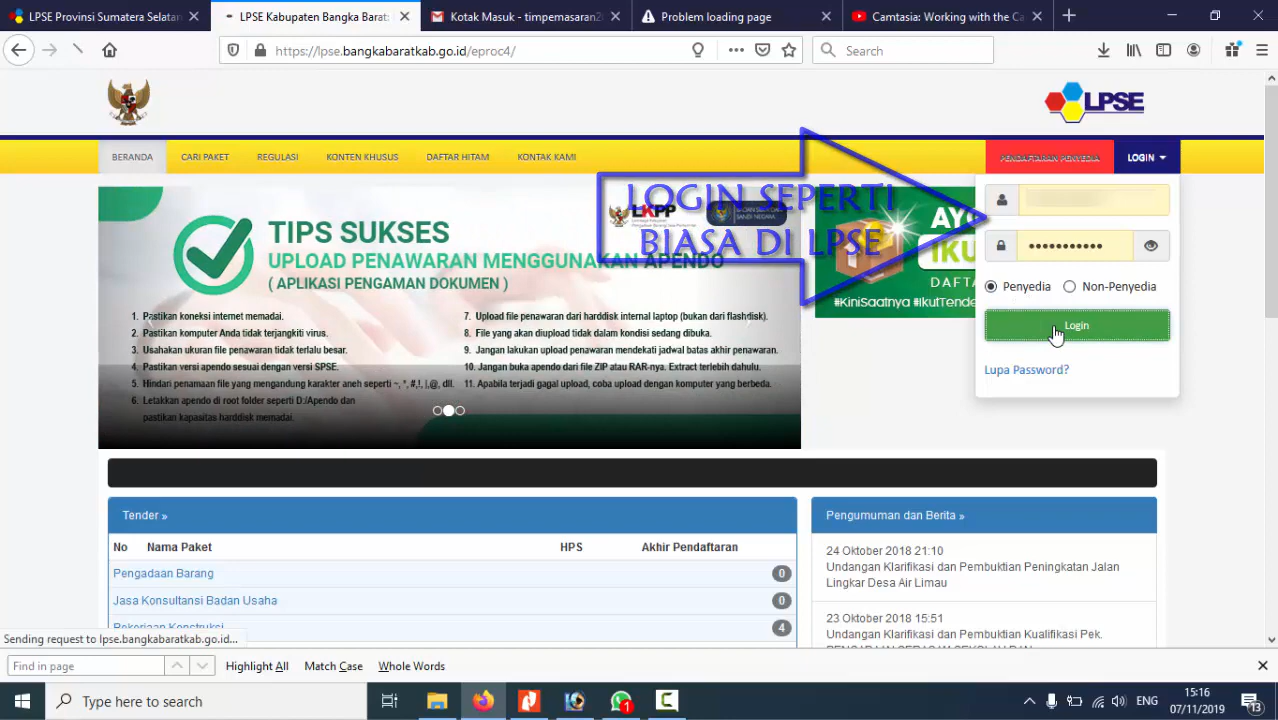 LPSE Provinsi Sumatera Selatan
LPSE Kabupaten Bangka Barat:
Kotak Masuk - timpemasaran2
Problem loading page
Camtasia: Working with the Ca
https://lpse.bangkabaratkab.go.id/eproc4/
Search
LPSE
BERANDA
CARI PAKET
REGULASI
KONTEN KHUSUS
DAFTAR HITAM
KONTAK KAMI
PENDAFTARAN PENYEDIA
LOGIN
LOGIN SEPERTI
BIASA DI LPSE
LKPP
TIPS SUKSES
UPLOAD PENAWARAN MENGGUNAKAN APENDO
( APLIKASI PENGAMAN DOKUMEN )
1. Pastikan koneksi internet memadai.
2. Pastikan komputer Anda tidak terjangkiti virus.
3. Usahakan ukuran file penawaran tidak terlalu besar.
4. Pastikan versi apendo sesuai dengan versi SPSE.
5. Hindari penamaan file yang mengandung karakter aneh seperti ~, *, #,!, |,@, dll.
6. Letakkan apendo di root folder seperti D:/Apendo dan
pastikan kapasitas harddisk memadai.
7. Upload file penawaran dari harddisk internal laptop (bukan dari flashdisk).
8. File yang akan diupload tidak dalam kondisi sedang dibuka.
9. Jangan lakukan upload penawaran mendekati jadwal batas akhir penawaran.
10. Jangan buka apendo dari file ZIP atau RAR-nya. Extract terlebih dahulu.
11. Apabila terjadi gagal upload, coba upload dengan komputer yang berbeda.
AYO
IKU
DAFTA
#KiniSaatnya #IkutTende
Penyedia
Non-Penyedia
Login
Lupa Password?
Tender »
No Nama Paket HPS Akhir Pendaftaran
Pengadaan Barang 0
Jasa Konsultansi Badan Usaha 0
Pekerjaan Konstruksi 4
Pengumuman dan Berita »
24 Oktober 2018 21:10
Undangan Klarifikasi dan Pembuktian Peningkatan Jalan
Lingkar Desa Air Limau
23 Oktober 2018 15:51
Undangan Klarifikasi dan Pembuktian Kualifikasi Pek.
Sending request to lpse.bangkabaratkab.go.id...
Find in page
Highlight All
Match Case
Whole Words
Type here to search
1
ENG
15:16
07/11/2019
13